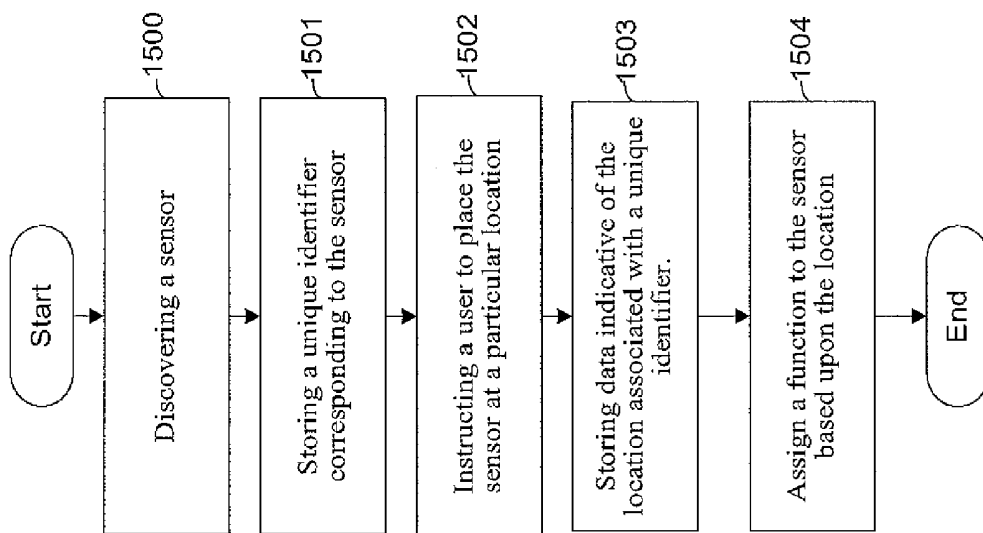 Start
1500
Discovering a sensor
1501
Storing a unique identifier
corresponding to the sensor
1502
Instructing a user to place the
sensor at a particular location
1503
Storing data indicative of the
location associated with a unique
identifier.
1504
Assign a function to the sensor
based upon the location
End